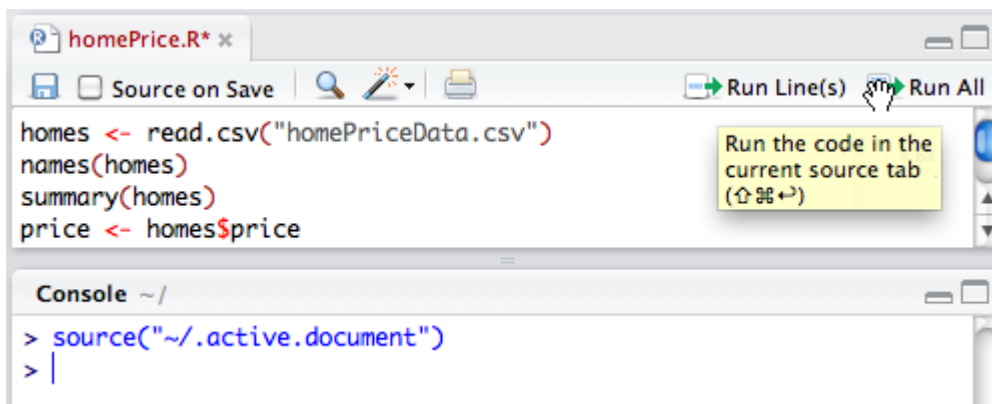 homePrice.R*
Source on Save Run Line(s) Run All
homes <- read.csv("homePriceData.csv")
names(homes)
summary(homes)
price <- homes$price
Run the code in the
current source tab
(⇧⌘↩)
Console ~/
> source("~/.active.document")
>